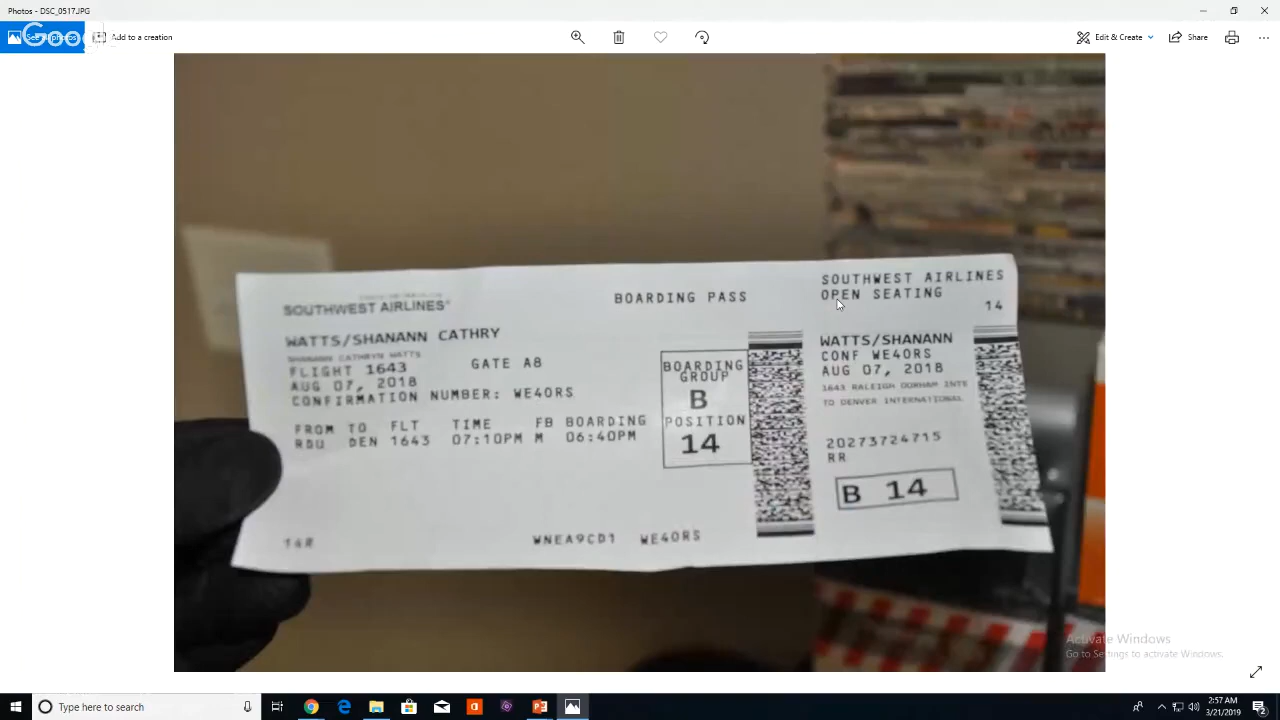 Photos - DSC_0517.JPG
Add to a creation
Edit & Create
Share
SOUTHWEST AIRLINES
BOARDING PASS
SOUTHWEST AIRLINES
OPEN SEATING
14
WATTS/SHANANN CATHRY
SHANANN CATHRYN WATTS
FLIGHT 1643
GATE A8
AUG 07, 2018
CONFIRMATION NUMBER: WE4ORS
FROM TO FLT TIME FB BOARDING
RDU DEN 1643 07:10PM M 06:40PM
BOARDING
GROUP
B
POSITION
14
WATTS/SHANANN
CONF WE4ORS
AUG 07, 2018
1643 RALEIGH DURHAM INTE
TO DENVER INTERNATIONAL
20273724715
RR
B 14
WNEA9CD1 WE4ORS
Activate Windows
Go to Settings to activate Windows.
Type here to search
2:57 AM
3/21/2019